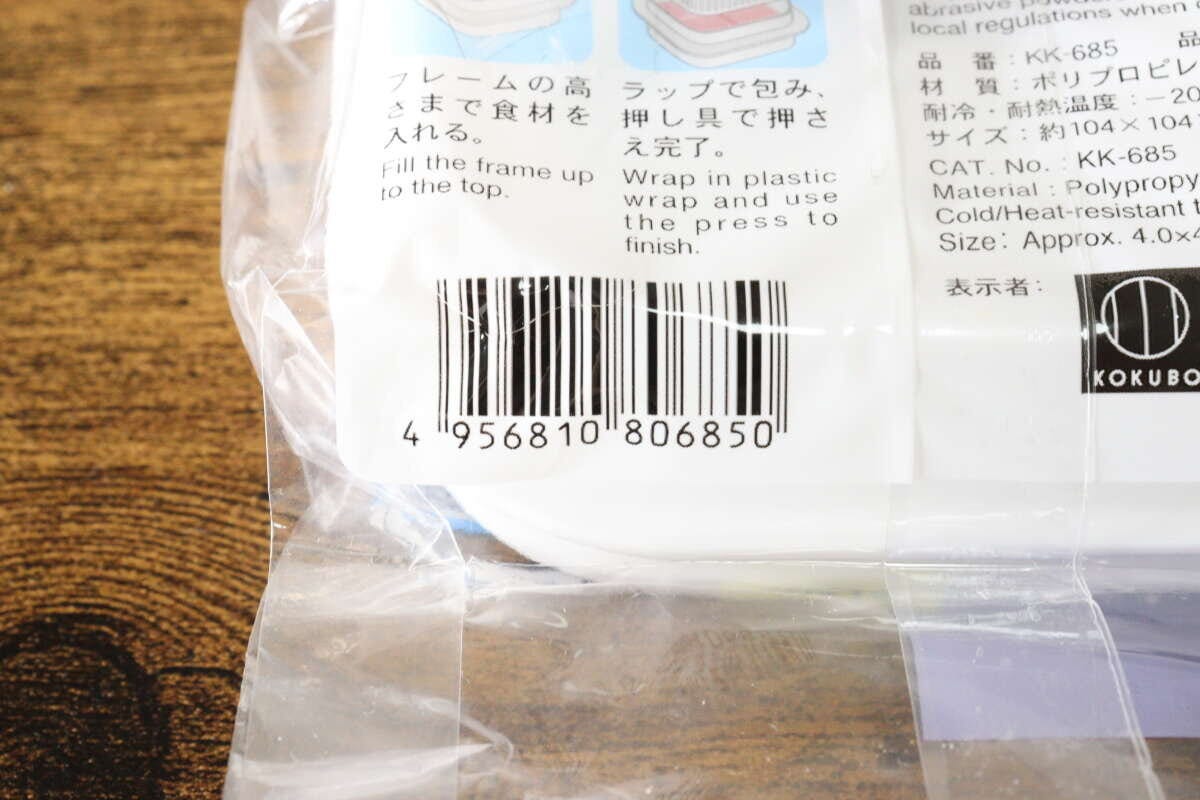 フレームの高
さまで食材を
入れる。
Fill the frame up
to the top.
ラップで包み、
押し具で押さ
え完了。
Wrap in plastic
wrap and use
the press to
finish.
4 956810 806850
abrasive
local regulations when
品 番：KK-685 品
材 質：ポリプロピレ
耐冷・耐熱温度：−20
サイズ：約104×104
CAT. No. : KK-685
Material : Polypropy
Cold/Heat-resistant t
Size: Approx. 4.0×4
表示者：
KOKUBO